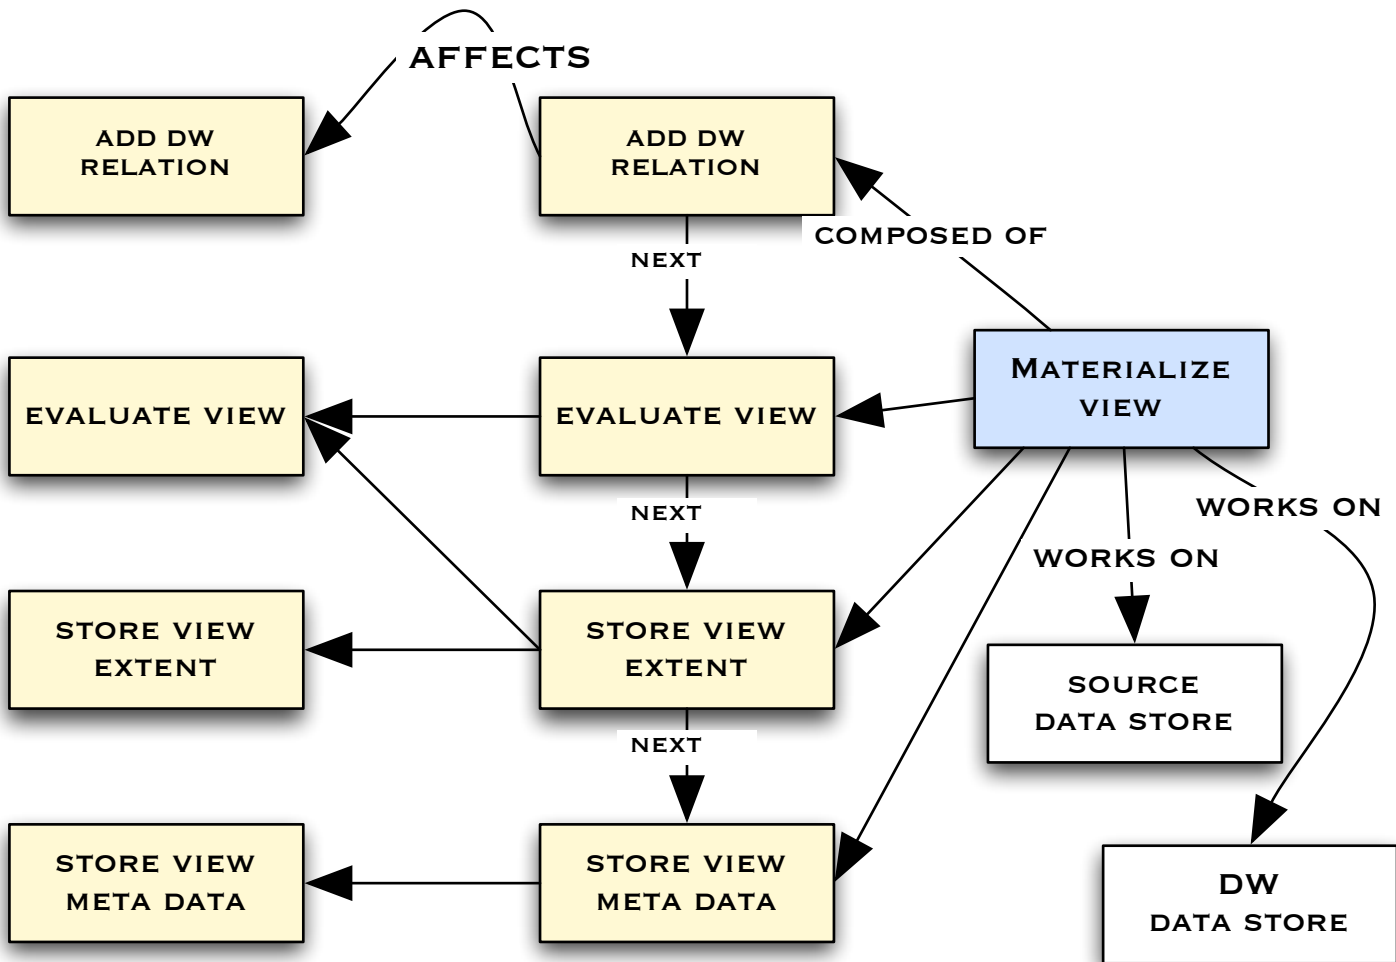 AFFECTS
ADD DW
RELATION
ADD DW
RELATION
COMPOSED OF
NEXT
EVALUATE VIEW
EVALUATE VIEW
MATERIALIZE
VIEW
NEXT
WORKS ON
WORKS ON
STORE VIEW
EXTENT
STORE VIEW
EXTENT
SOURCE
DATA STORE
NEXT
STORE VIEW
META DATA
STORE VIEW
META DATA
DW
DATA STORE